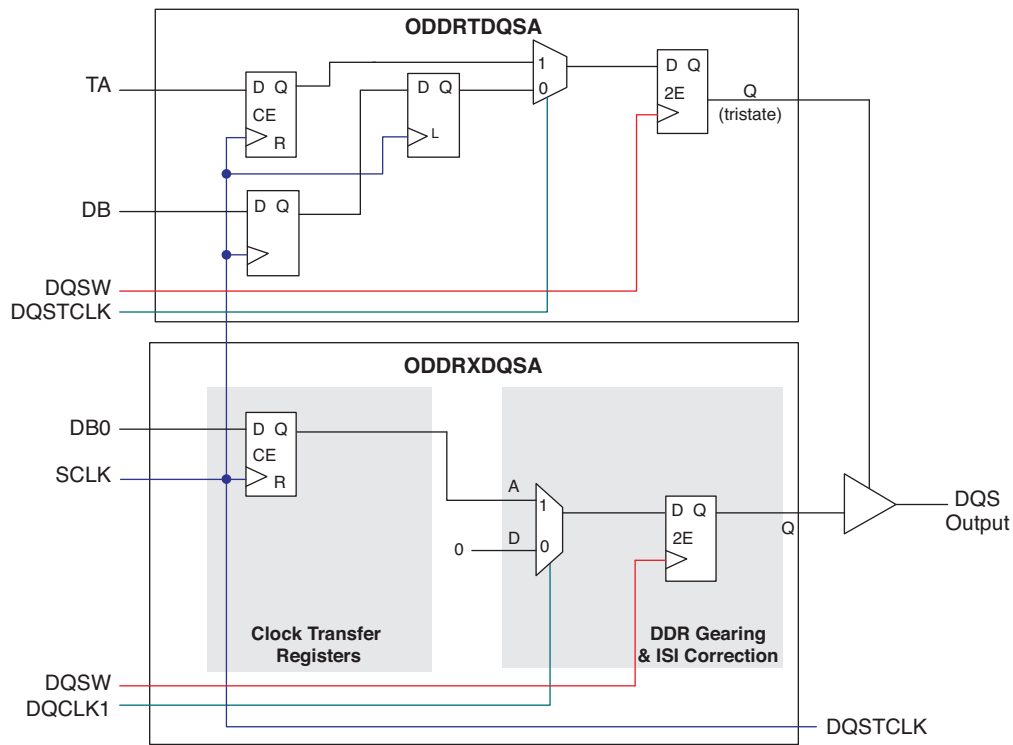 ODDRTDQSA
TA
D Q
CE
R
D Q
L
1
0
D Q
2E
Q
(tristate)
DB
D Q
DQSW
DQSTCLK
ODDRXDQSA
DB0
D Q
CE
R
SCLK
A
1
D
0
0
D Q
2E
Q
DQS
Output
Clock Transfer
Registers
DDR Gearing
& ISI Correction
DQSW
DQCLK1
DQSTCLK